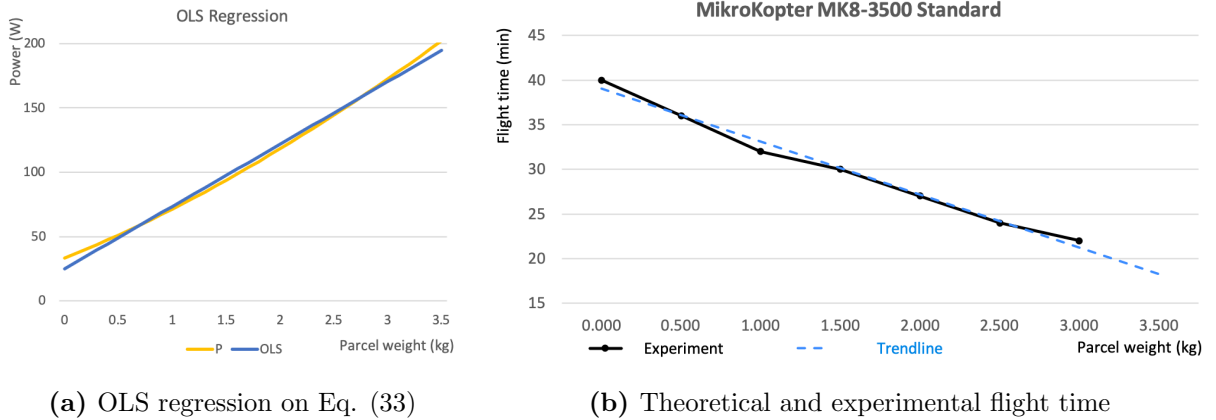 OLS Regression
Power (W)
200
150
100
50
0
0 0.5 1 1.5 2 2.5 3 3.5
P OLS Parcel weight (kg)
(a) OLS regression on Eq. (33)
MikroKopter MK8-3500 Standard
Flight time (min)
45
40
35
30
25
20
15
0.000 0.500 1.000 1.500 2.000 2.500 3.000 3.500
Experiment Trendline Parcel weight (kg)
(b) Theoretical and experimental flight time